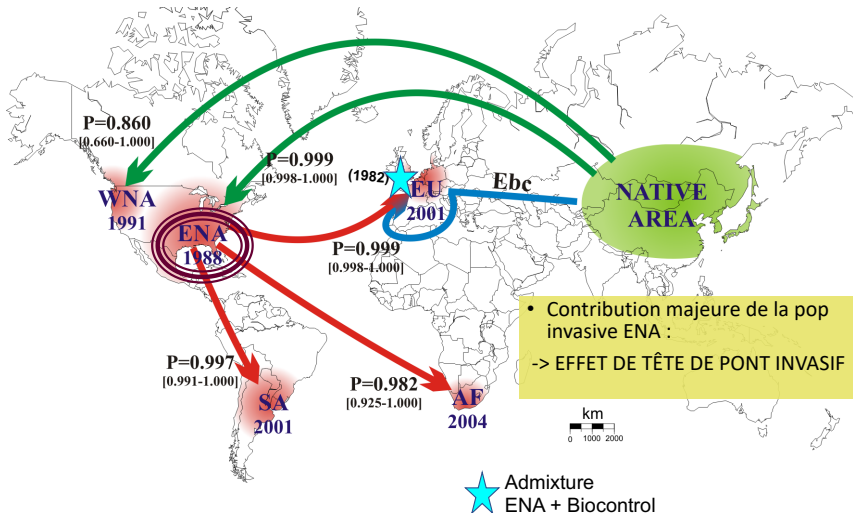 P=0.860
[0.660-1.000]
P=0.999
[0.998-1.000]
(1982)
WNA
1991
EU
2001
Ebc
NATIVE
AREA
ENA
1988
P=0.999
[0.998-1.000]
• Contribution majeure de la pop
invasive ENA :
-> EFFET DE TÊTE DE PONT INVASIF
P=0.997
[0.991-1.000]
P=0.982
[0.925-1.000]
SA
2001
AF
2004
km
0 1000 2000
Admixture
ENA + Biocontrol